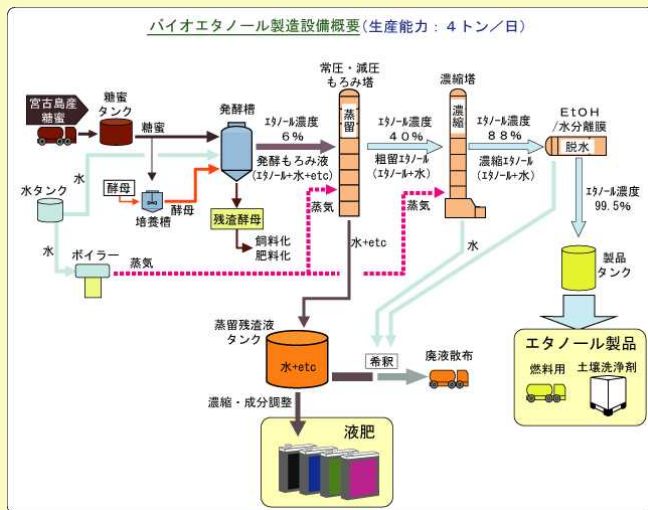 バイオエタノール製造設備概要(生産能力:4トン/日)
宮古島産
糖蜜
糖蜜
タンク
糖蜜
発酵槽
エタノール濃度
6%
発酵もろみ液
(エタノール+水+etc)
常圧・減圧
もろみ塔
蒸留
エタノール濃度
40%
粗留エタノール
(エタノール+水)
濃縮塔
濃縮
エタノール濃度
88%
濃縮エタノール
(エタノール+水)
EtOH
/水分離膜
脱水
エタノール濃度
99.5%
水タンク
水
酵母
培養槽
酵母
残渣酵母
飼料化
肥料化
蒸気
蒸気
水
ボイラー
蒸気
水+etc
水
製品
タンク
蒸留残渣液
タンク
水+etc
希釈
廃液散布
濃縮・成分調整
液肥
エタノール製品
燃料用
土壌洗浄剤